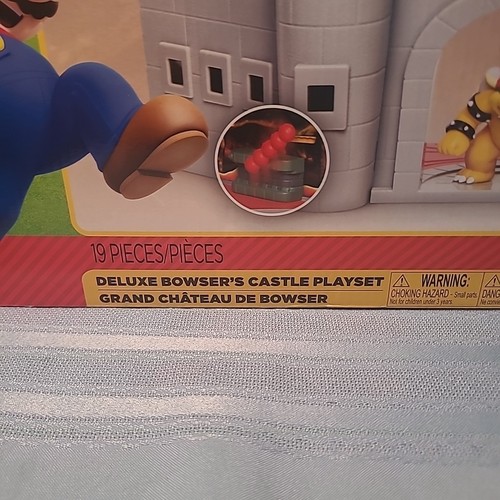 19 PIECES/PIÈCES
DELUXE BOWSER'S CASTLE PLAYSET
GRAND CHÂTEAU DE BOWSER
WARNING:
CHOKING HAZARD - Small parts.
Not for children under 3 years.